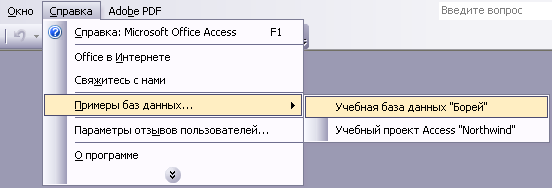 Окно Справка Adobe PDF Введите вопрос
Справка: Microsoft Office Access F1
Office в Интернете
Свяжитесь с нами
Примеры баз данных... Учебная база данных "Борей"
Параметры отзывов пользователей... Учебный проект Access "Northwind"
О программе